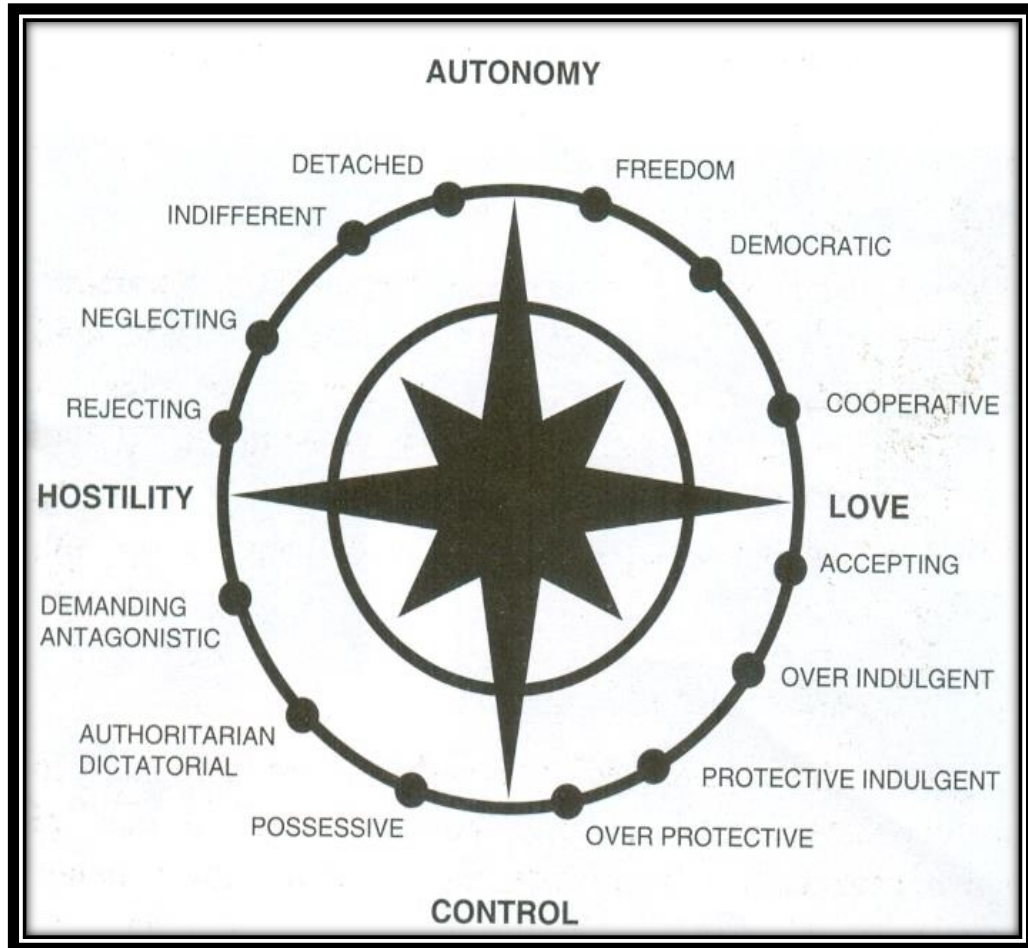 AUTONOMY
DETACHED
FREEDOM
INDIFFERENT
DEMOCRATIC
NEGLECTING
COOPERATIVE
REJECTING
HOSTILITY
LOVE
ACCEPTING
DEMANDING
ANTAGONISTIC
OVER INDULGENT
AUTHORITARIAN
DICTATORIAL
PROTECTIVE INDULGENT
POSSESSIVE
OVER PROTECTIVE
CONTROL